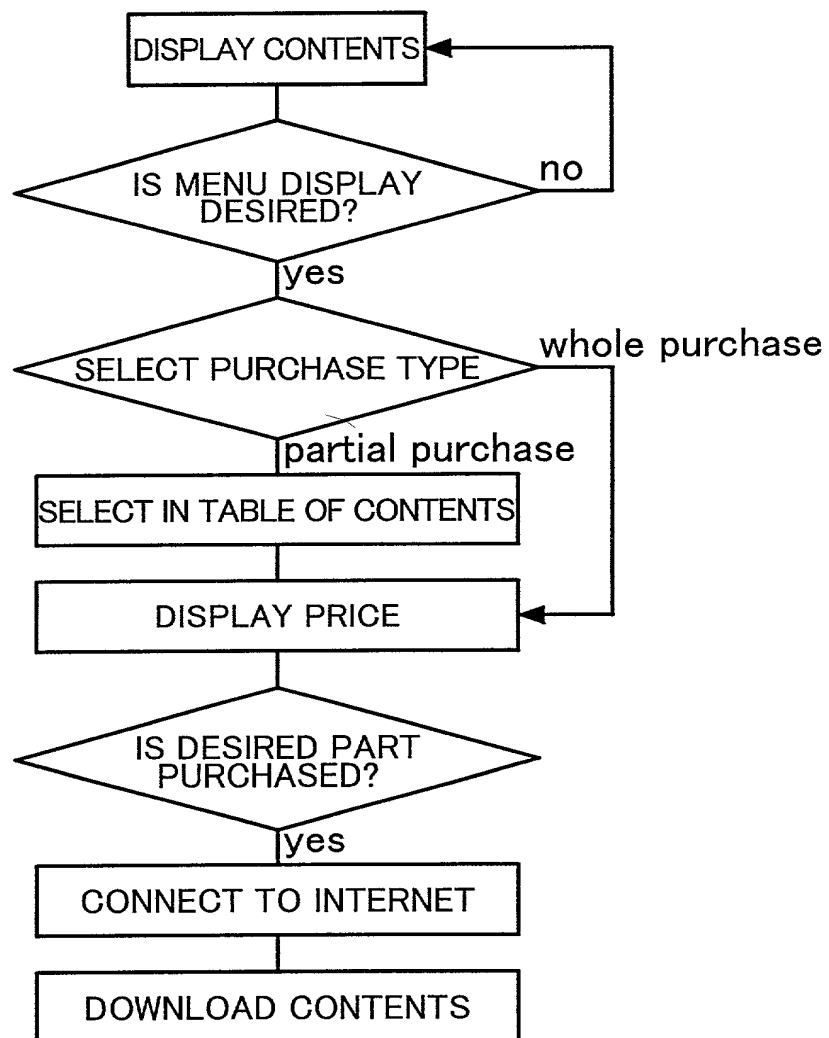 DISPLAY CONTENTS
IS MENU DISPLAY
DESIRED?
no
yes
SELECT PURCHASE TYPE
whole purchase
partial purchase
SELECT IN TABLE OF CONTENTS
DISPLAY PRICE
IS DESIRED PART
PURCHASED?
yes
CONNECT TO INTERNET
DOWNLOAD CONTENTS